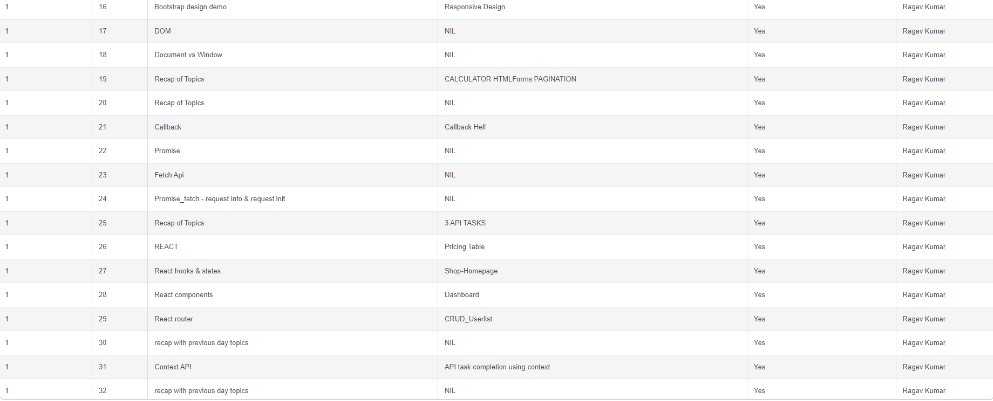 1 16 Bootstrap design demo Responsive Design Yes Ragav Kumar
1 17 DOM NIL Yes Ragav Kumar
1 18 Document vs Window NIL Yes Ragav Kumar
1 19 Recap of Topics CALCULATOR HTMLForms PAGINATION Yes Ragav Kumar
1 20 Recap of Topics NIL Yes Ragav Kumar
1 21 Callback Callback Hell Yes Ragav Kumar
1 22 Promise NIL Yes Ragav Kumar
1 23 Fetch Api NIL Yes Ragav Kumar
1 24 Promise_fetch - request info & request init NIL Yes Ragav Kumar
1 25 Recap of Topics 3 API TASKS Yes Ragav Kumar
1 26 REACT Pricing Table Yes Ragav Kumar
1 27 React hooks & states Shop-Homepage Yes Ragav Kumar
1 28 React components Dashboard Yes Ragav Kumar
1 29 React router CRUD_Userlist Yes Ragav Kumar
1 30 recap with previous day topics NIL Yes Ragav Kumar
1 31 Context API API task completion using context Yes Ragav Kumar
1 32 recap with previous day topics NIL Yes Ragav Kumar